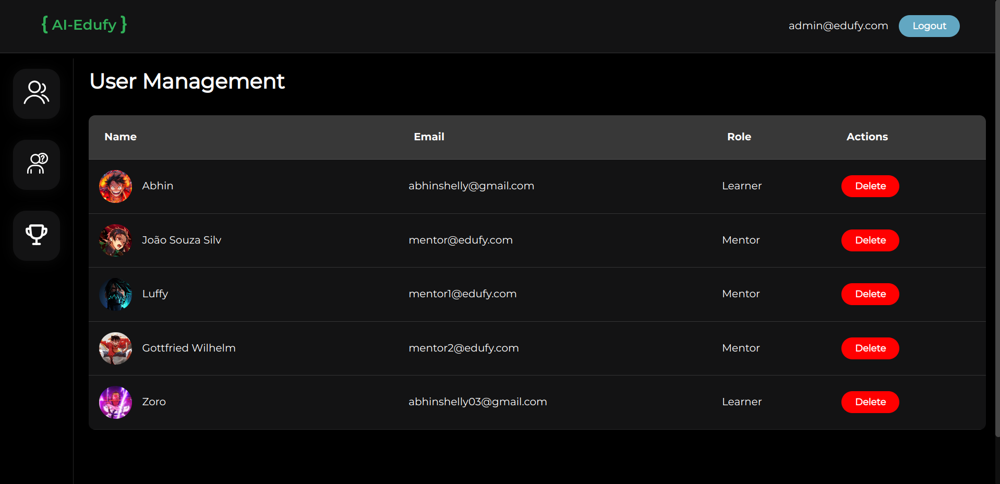 { AI-Edufy }
admin@edufy.com Logout
User Management
Name Email Role Actions
Abhin abhinshelly@gmail.com Learner Delete
João Souza Silv mentor@edufy.com Mentor Delete
Luffy mentor1@edufy.com Mentor Delete
Gottfried Wilhelm mentor2@edufy.com Mentor Delete
Zoro abhinshelly03@gmail.com Learner Delete